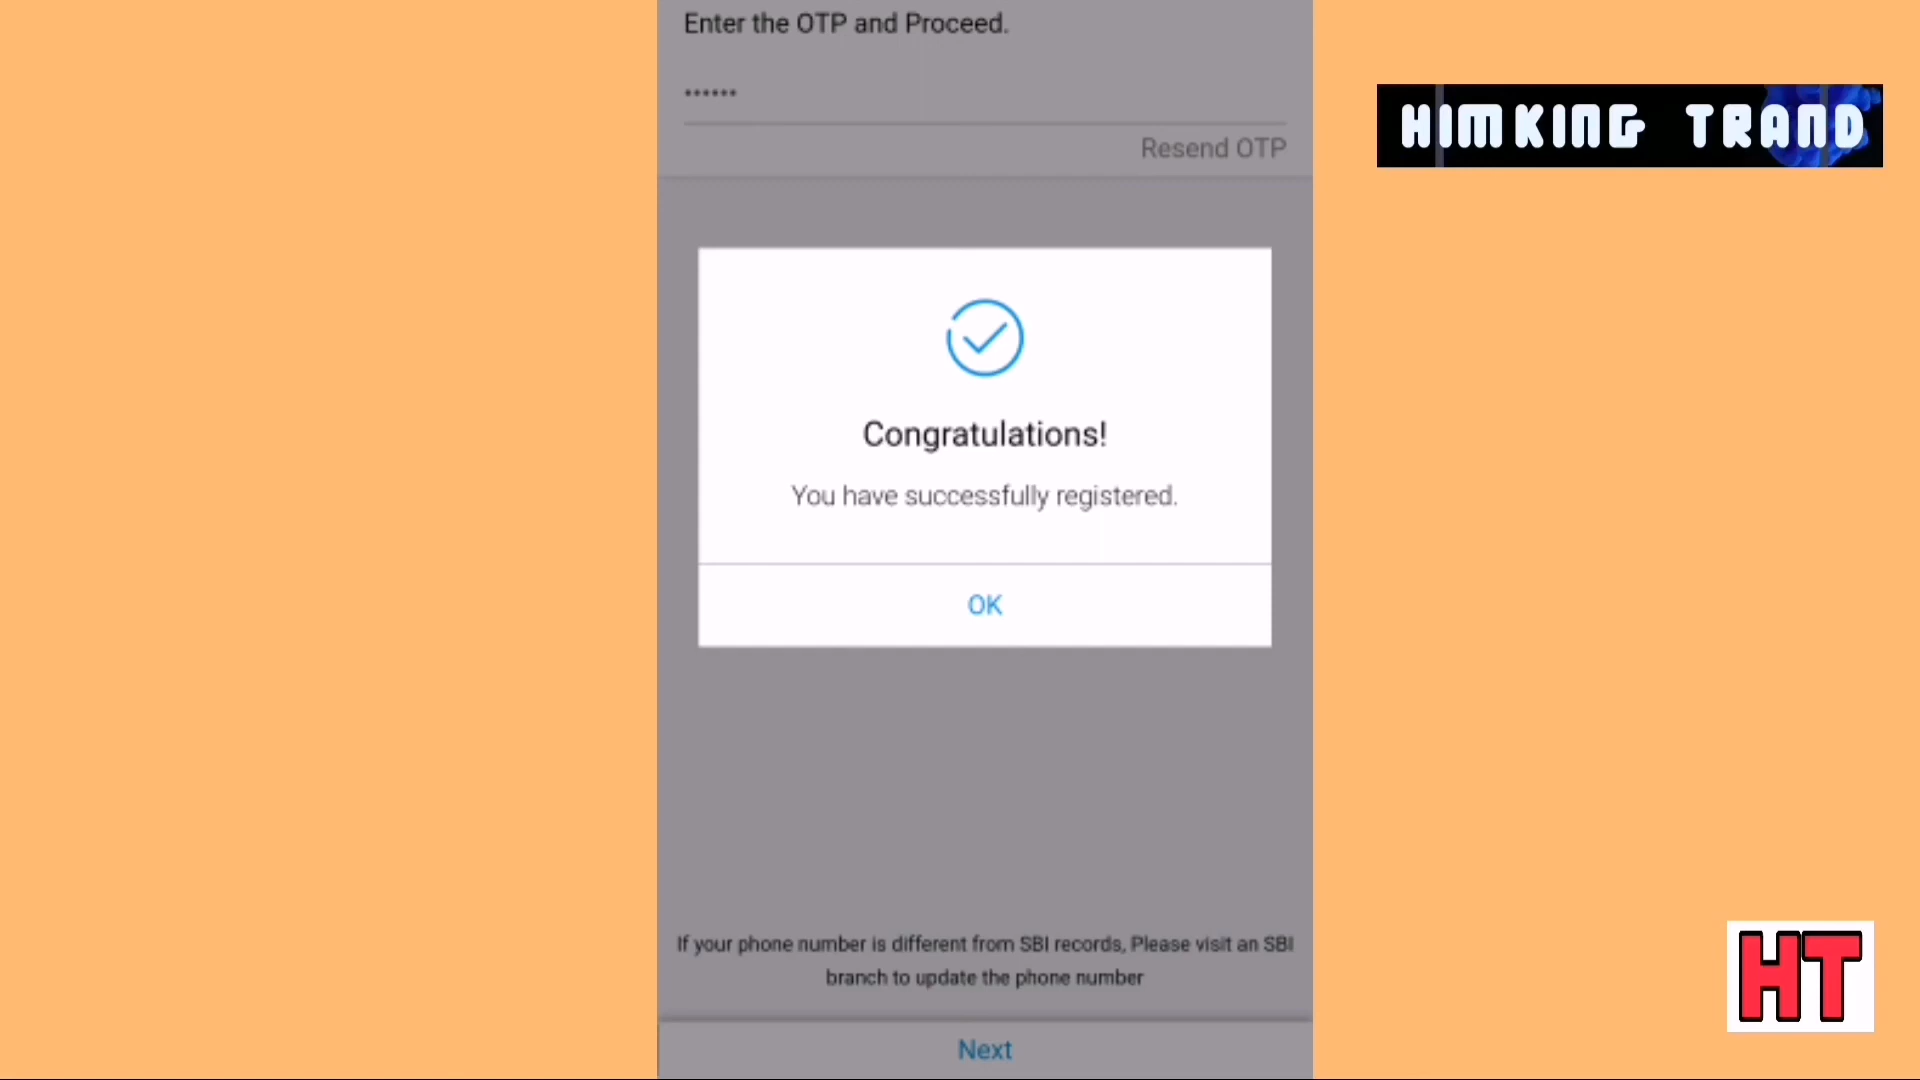 Enter the OTP and Proceed.
••••••
Resend OTP
HIMKING TRAND
Congratulations!
You have successfully registered.
OK
If your phone number is different from SBI records, Please visit an SBI
branch to update the phone number
HT
Next